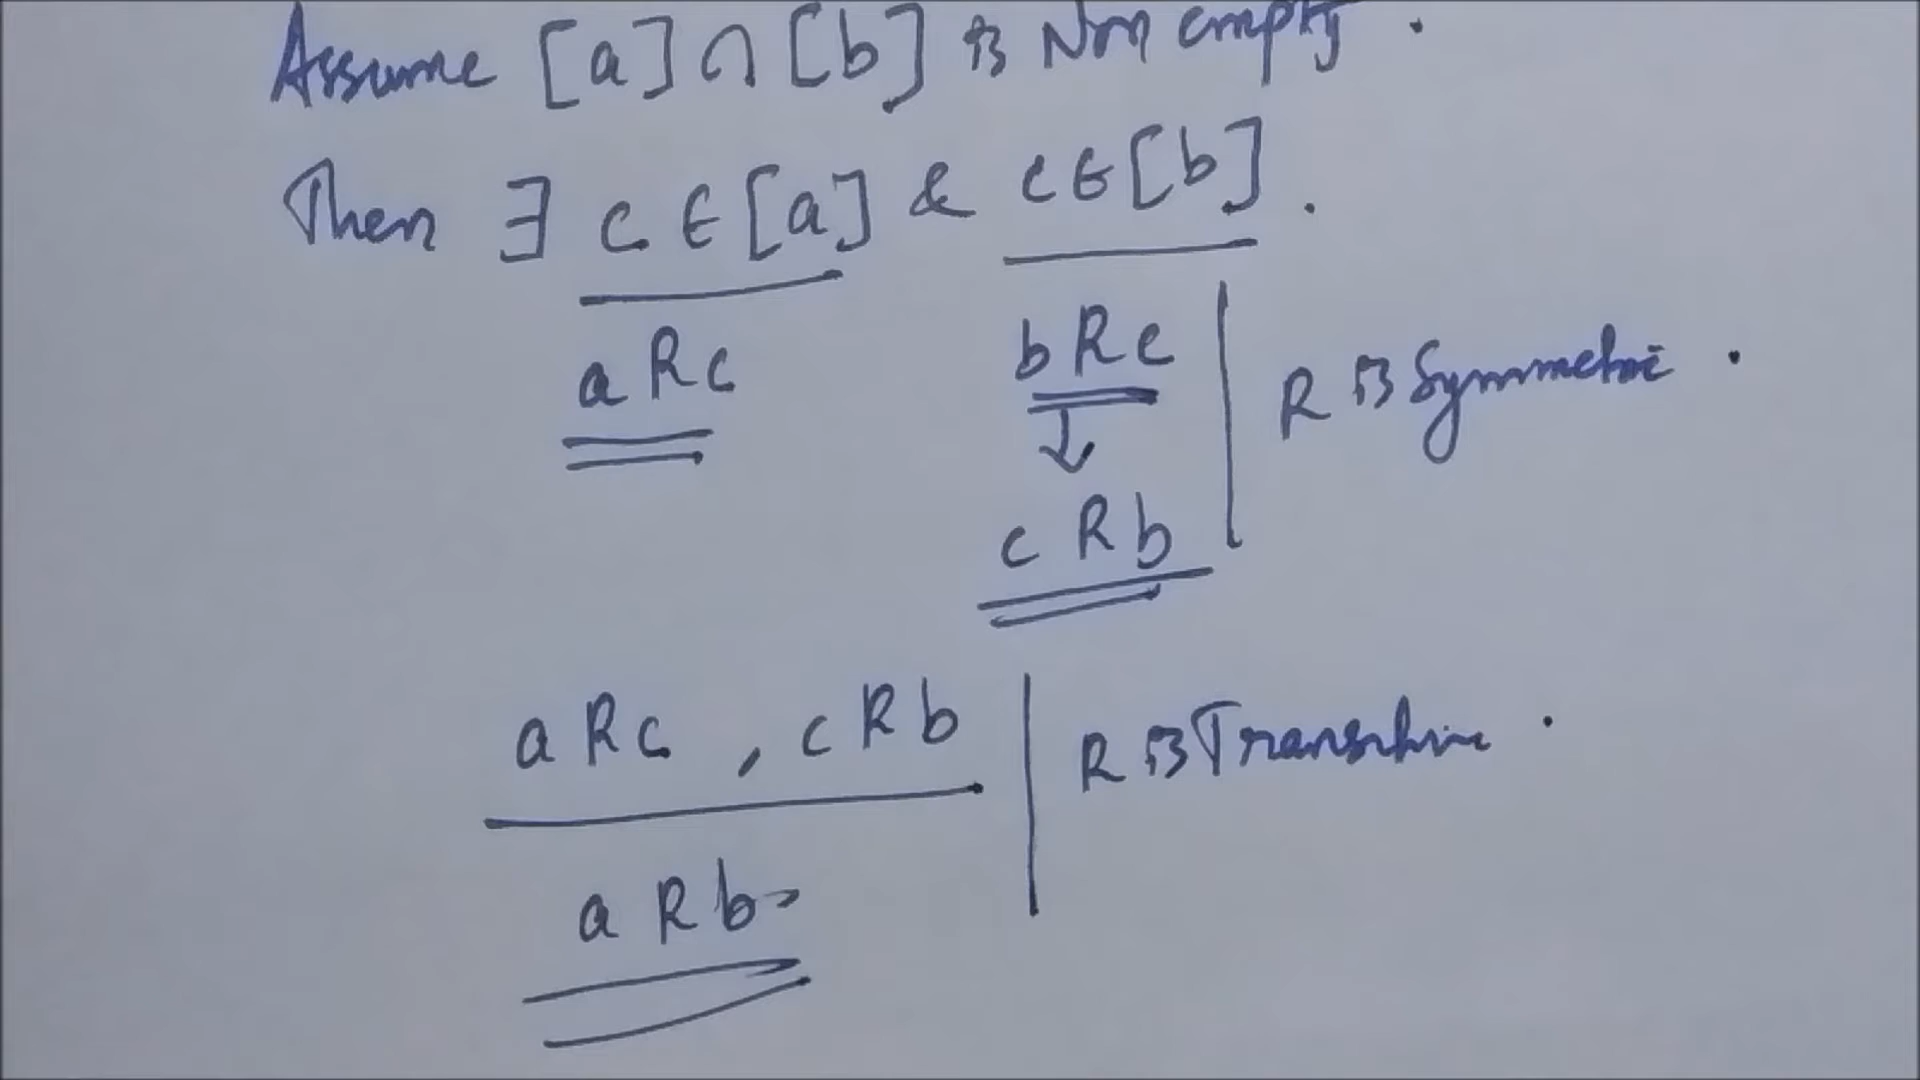 Assume [a] ∩ [b] is Non empty.
Then ∃ c ∈ [a] & c ∈ [b].
aRc bRc R is Symmetric.
↓
cRb
aRc, cRb R is Transitive.
aRb